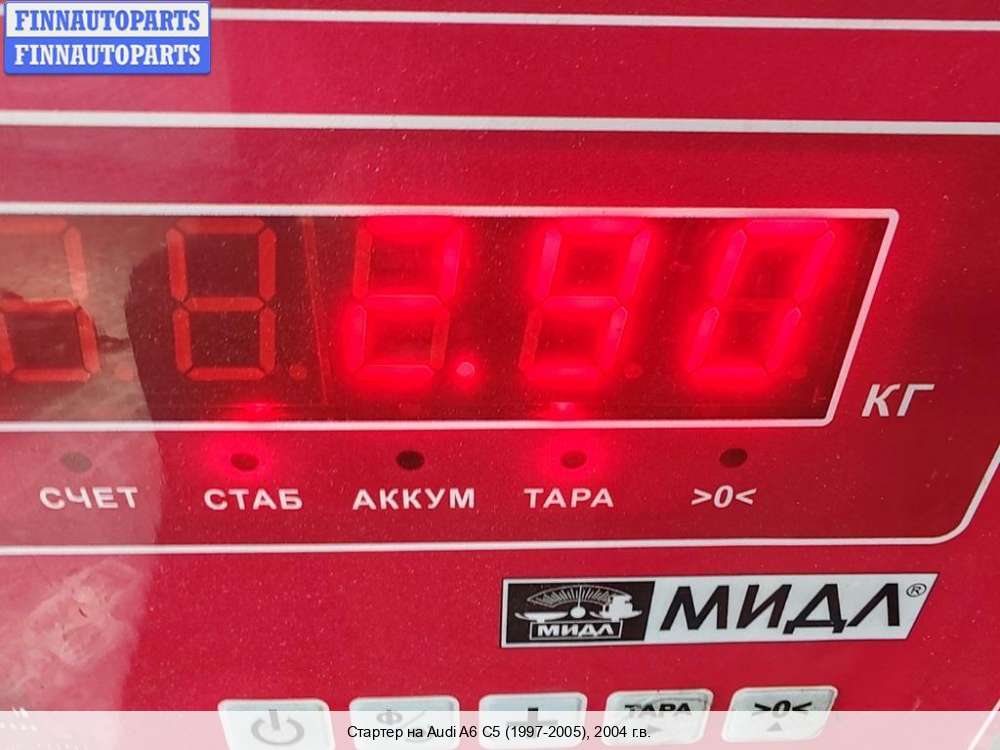 FINNAUTOPARTS
FINNAUTOPARTS
2.90
КГ
СЧЕТ СТАБ АККУМ ТАРА >0<
МИДЛ МИДЛ®
Ф + ТАРА >0<
Стартер на Audi A6 C5 (1997-2005), 2004 г.в.